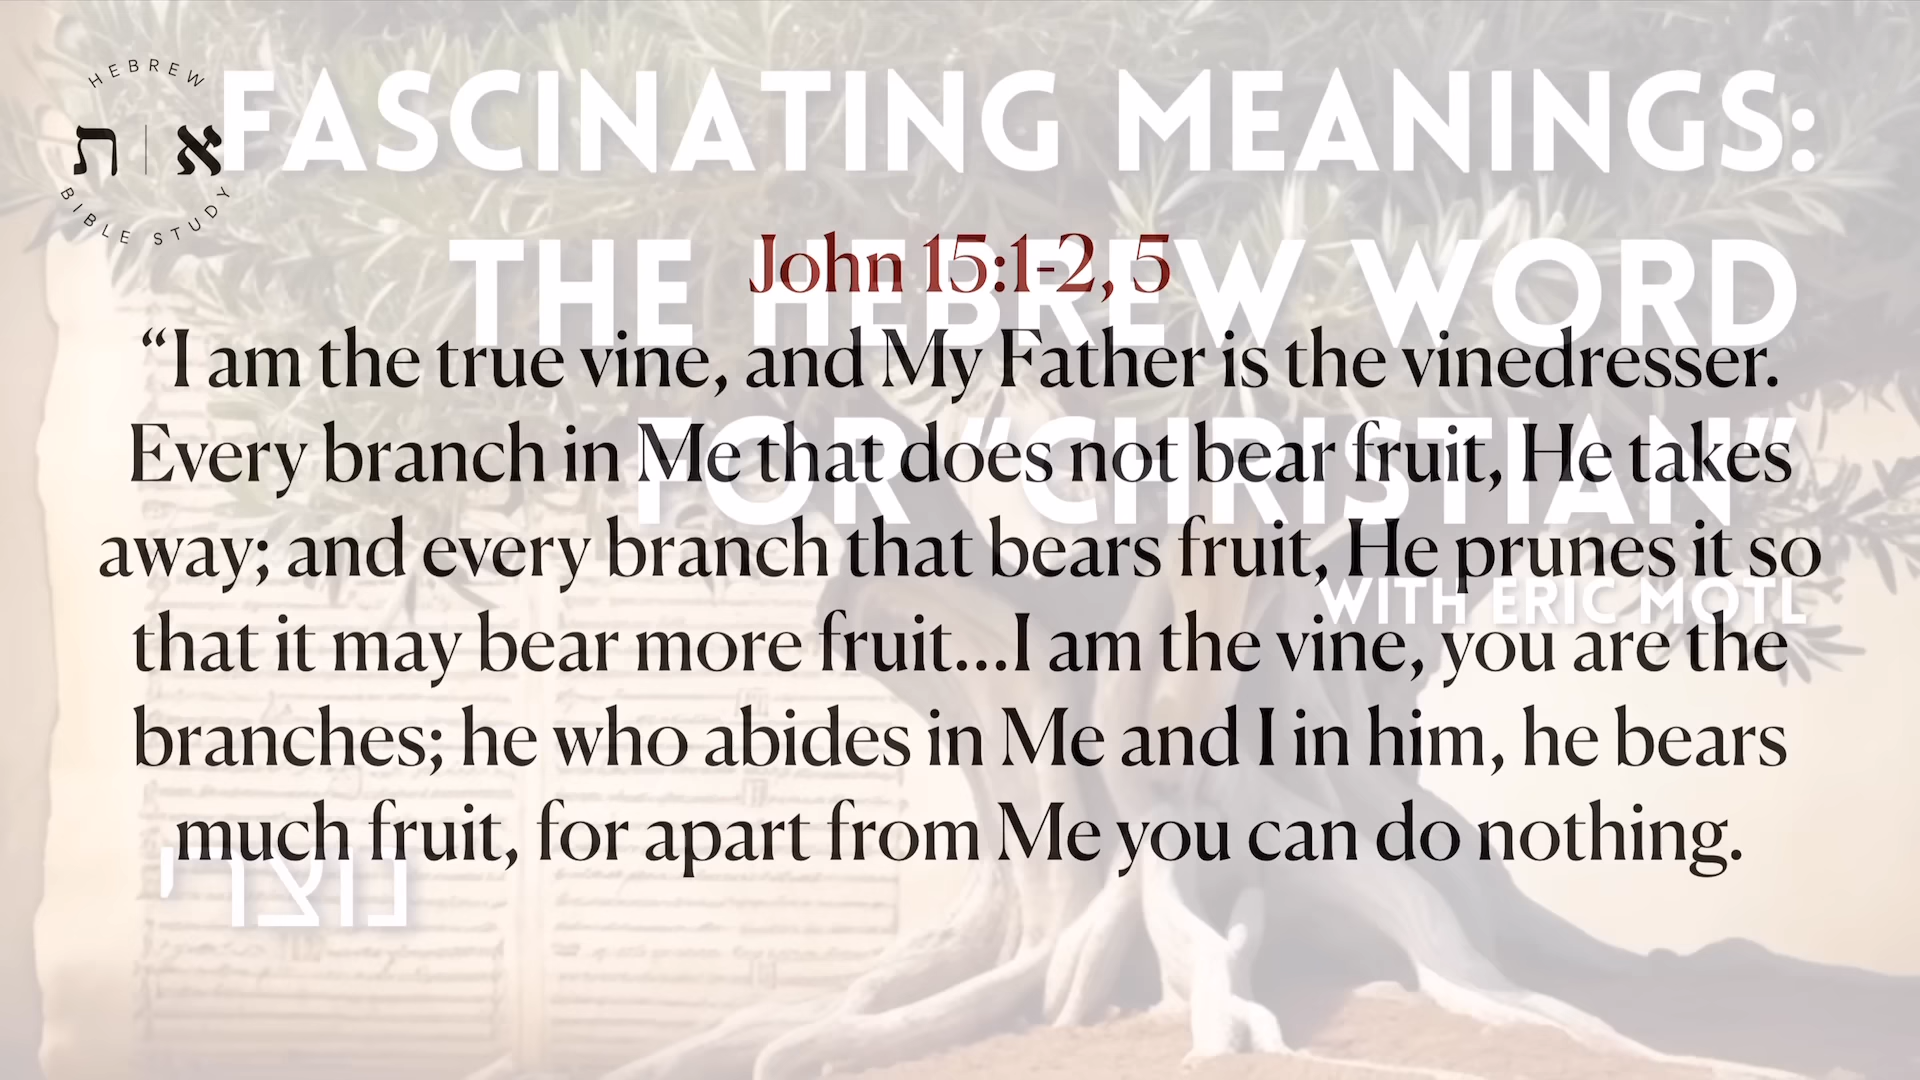 HEBREW
ת | א
BIBLE STUDY
FASCINATING MEANINGS:
THE HEBREW WORD
FOR “CHRISTIAN”
WITH ERIC MOTL
John 15:1-2, 5
“I am the true vine, and My Father is the vinedresser.
Every branch in Me that does not bear fruit, He takes
away; and every branch that bears fruit, He prunes it so
that it may bear more fruit...I am the vine, you are the
branches; he who abides in Me and I in him, he bears
much fruit, for apart from Me you can do nothing.
נוצרי